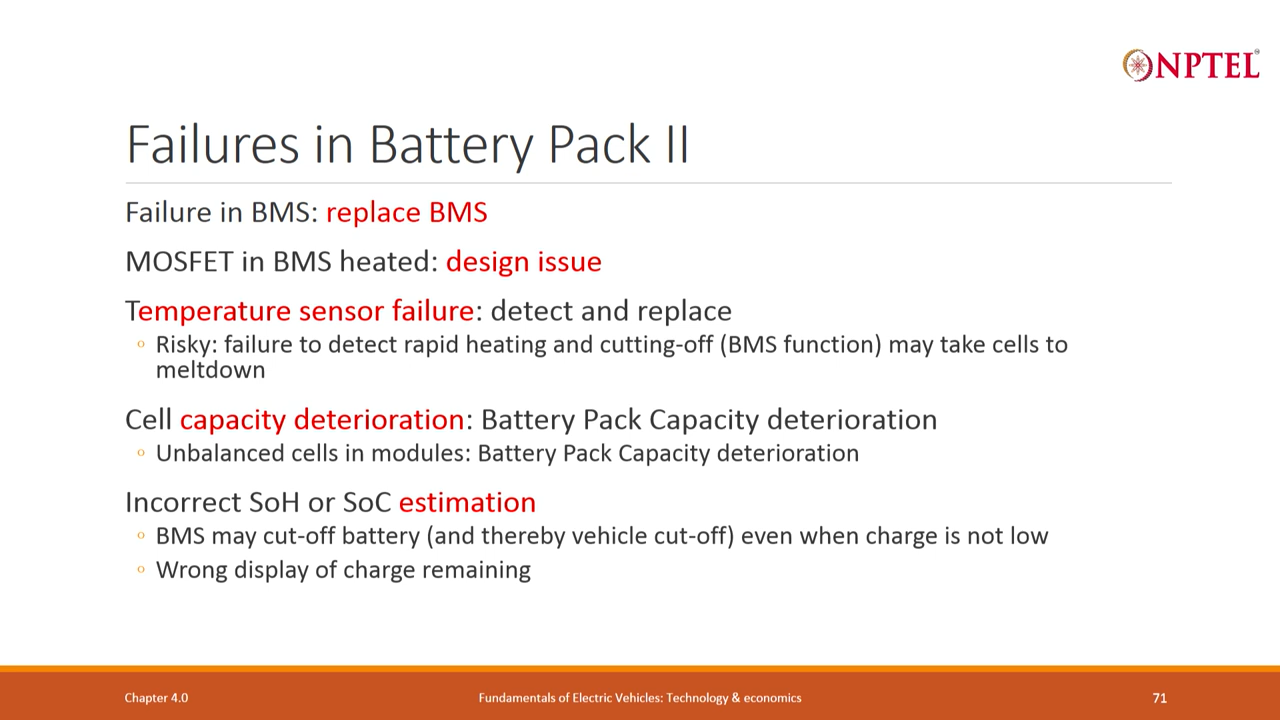 NPTEL
Failures in Battery Pack II
Failure in BMS: replace BMS
MOSFET in BMS heated: design issue
Temperature sensor failure: detect and replace
Risky: failure to detect rapid heating and cutting-off (BMS function) may take cells to
meltdown
Cell capacity deterioration: Battery Pack Capacity deterioration
Unbalanced cells in modules: Battery Pack Capacity deterioration
Incorrect SoH or SoC estimation
BMS may cut-off battery (and thereby vehicle cut-off) even when charge is not low
Wrong display of charge remaining
Chapter 4.0
Fundamentals of Electric Vehicles: Technology & economics
71